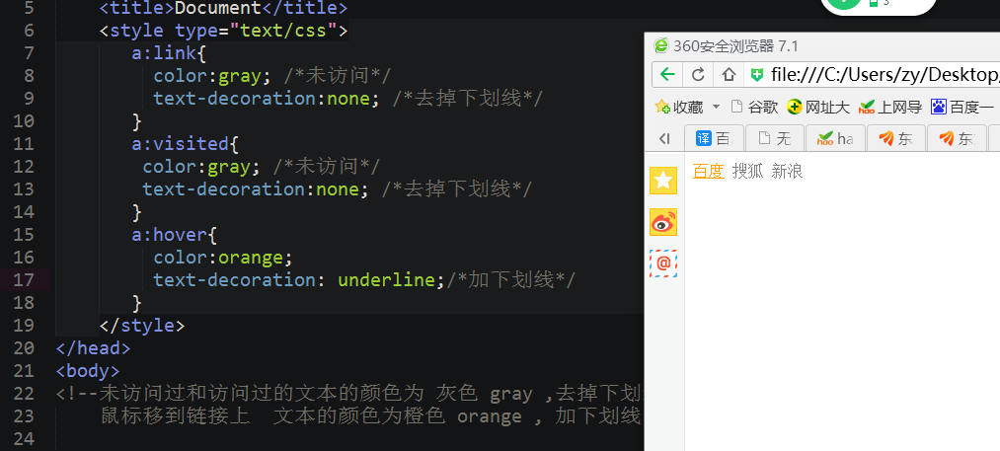 5 <title>Document</title>
6 <style type="text/css">
7 a:link{
8 color:gray; /*未访问*/
9 text-decoration:none; /*去掉下划线*/
10 }
11 a:visited{
12 color:gray; /*未访问*/
13 text-decoration:none; /*去掉下划线*/
14 }
15 a:hover{
16 color:orange;
17 text-decoration: underline;/*加下划线*/
18 }
19 </style>
20 </head>
21 <body>
22 <!--未访问过和访问过的文本的颜色为 灰色 gray ,去掉下划
23 鼠标移到链接上 文本的颜色为橙色 orange , 加下划线
24
3
360安全浏览器 7.1
file:///C:/Users/zy/Desktop/
收藏 谷歌 网址大 上网导 百度一
译 百 无 hao ha 东 东
百度 搜狐 新浪
@